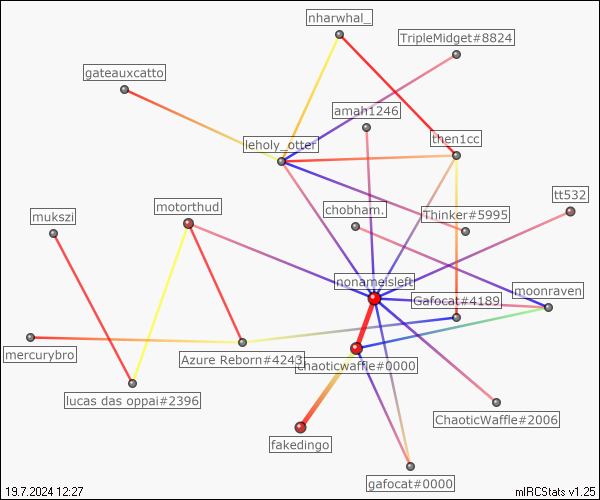 nharwhal_
TripleMidget#8824
gateauxcatto
amah1246
then1cc
leholy_otter
tt532
motorthud
chobham.
Thinker#5995
mukszi
nonameisleft
moonraven
Gafocat#4189
mercurybro
Azure Reborn#4243
chaoticwaffle#0000
lucas das oppai#2396
ChaoticWaffle#2006
fakedingo
gafocat#0000
19.7.2024 12:27
mIRCStats v1.25